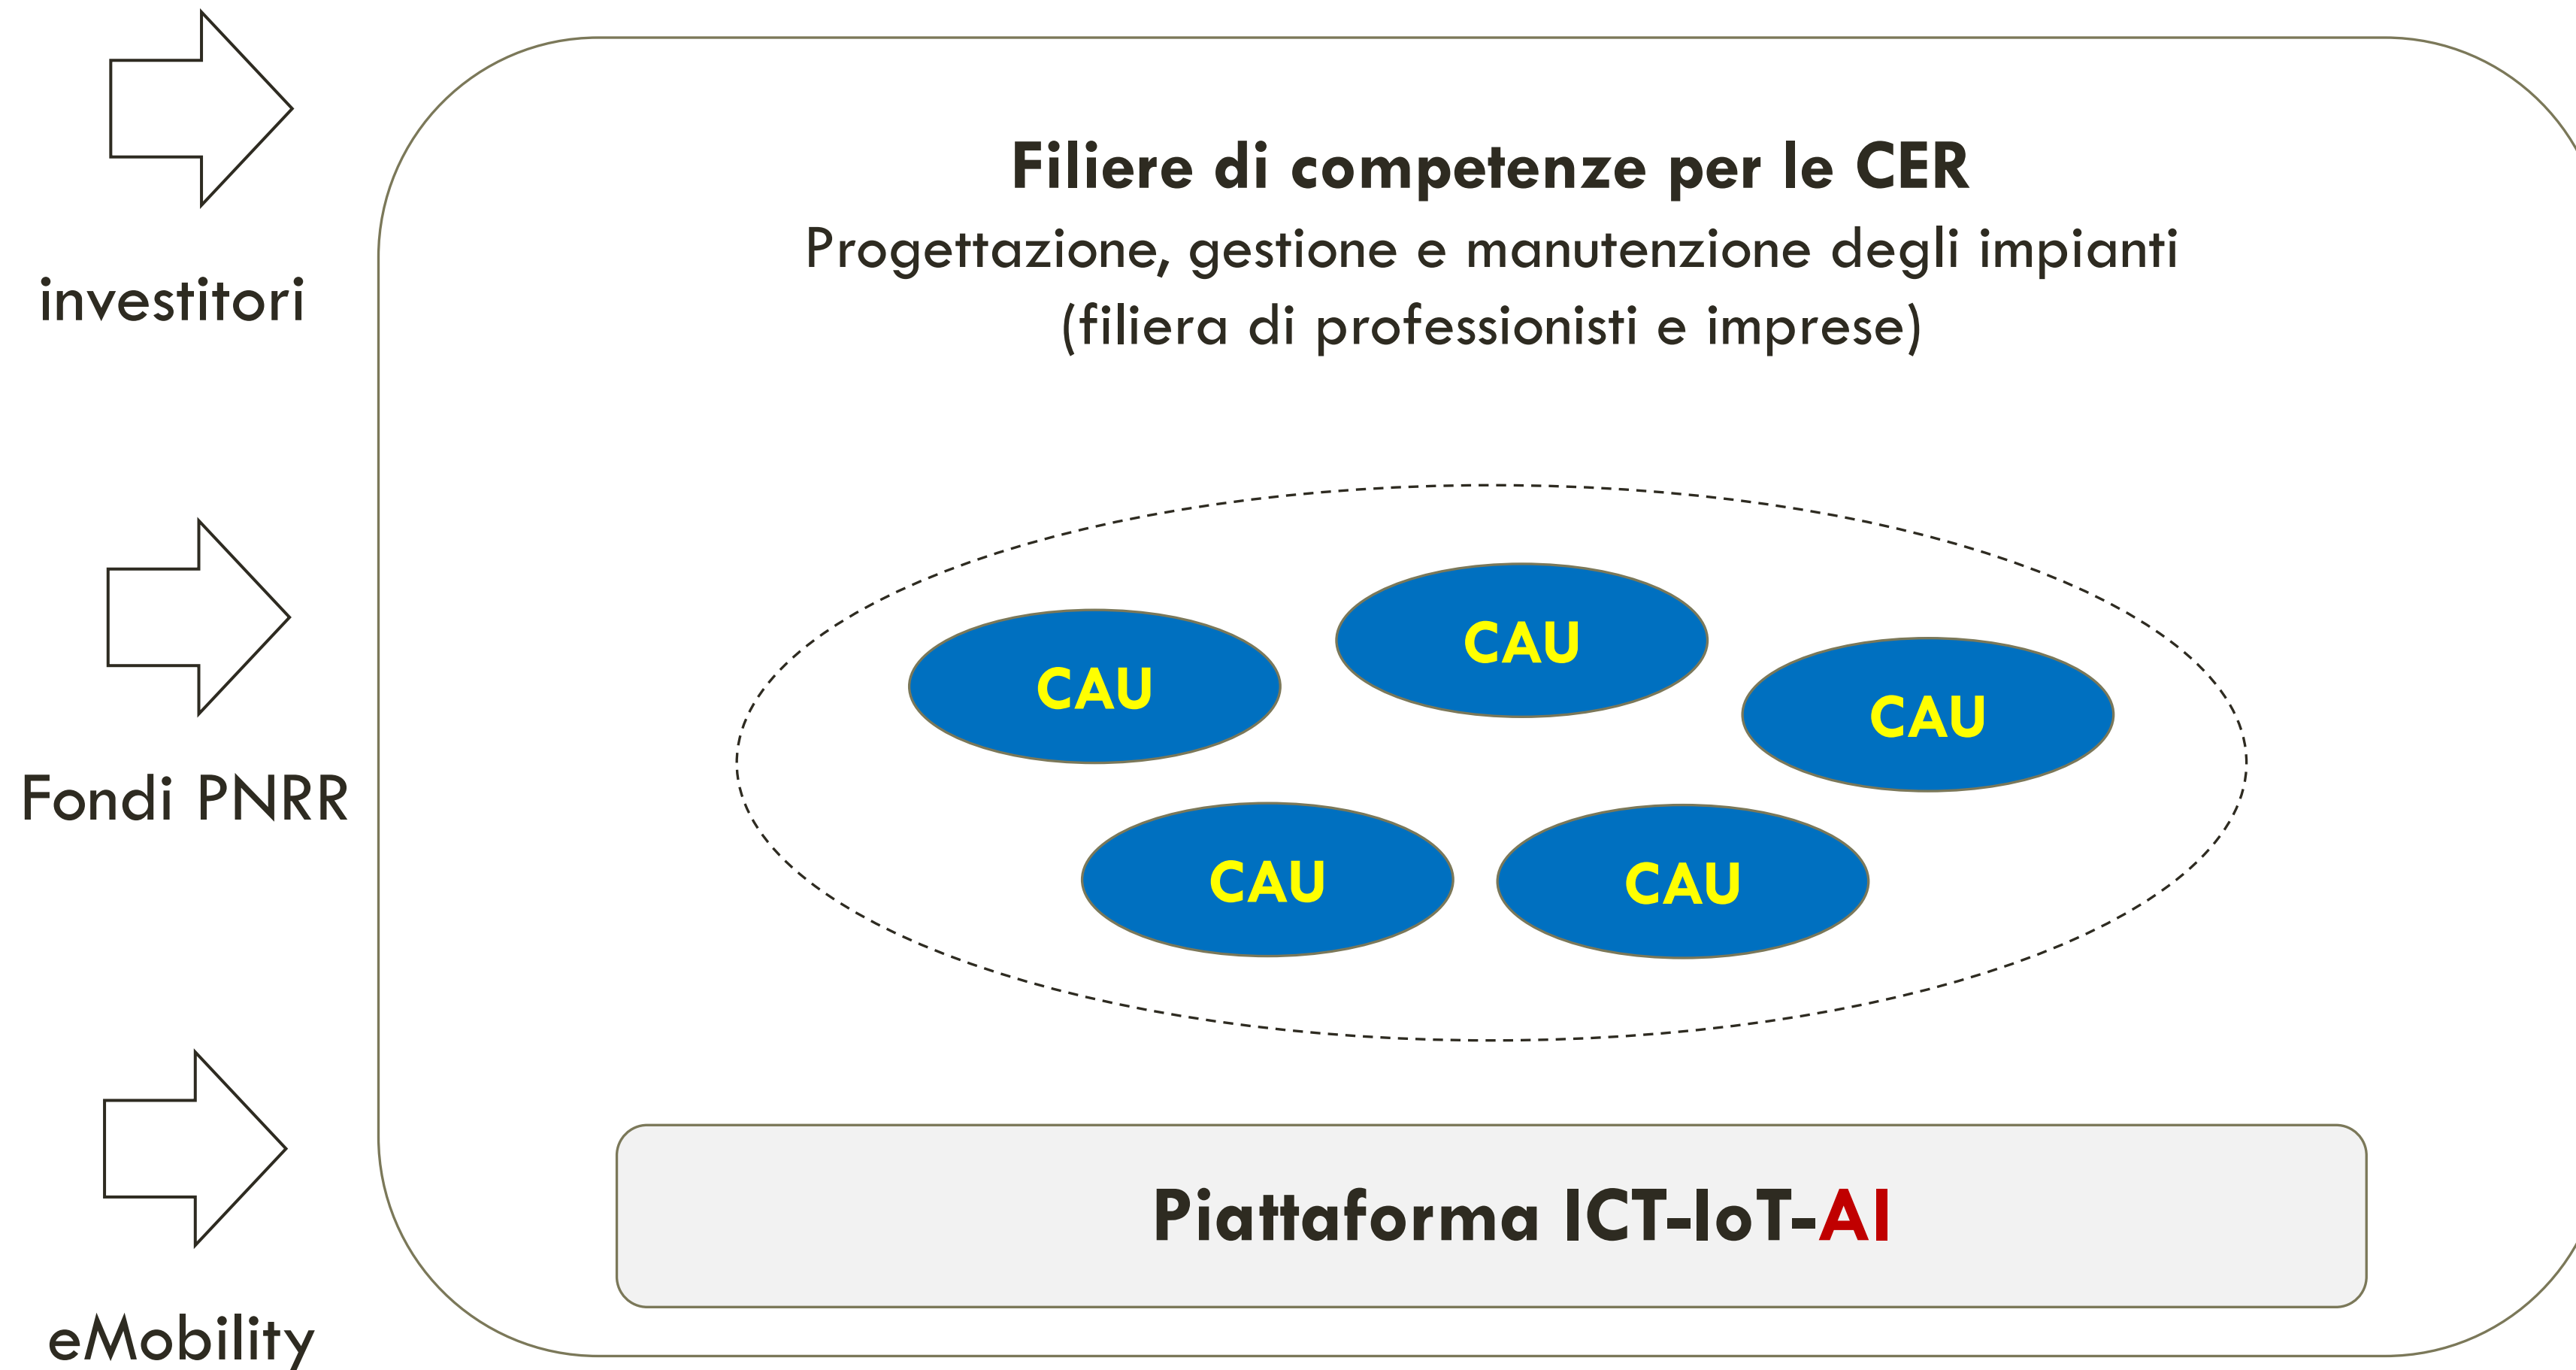 investitori
Fondi PNRR
eMobility
Filiere di competenze per le CER
Progettazione, gestione e manutenzione degli impianti
(filiera di professionisti e imprese)
CAU
CAU
CAU
CAU
CAU
Piattaforma ICT-IoT-AI